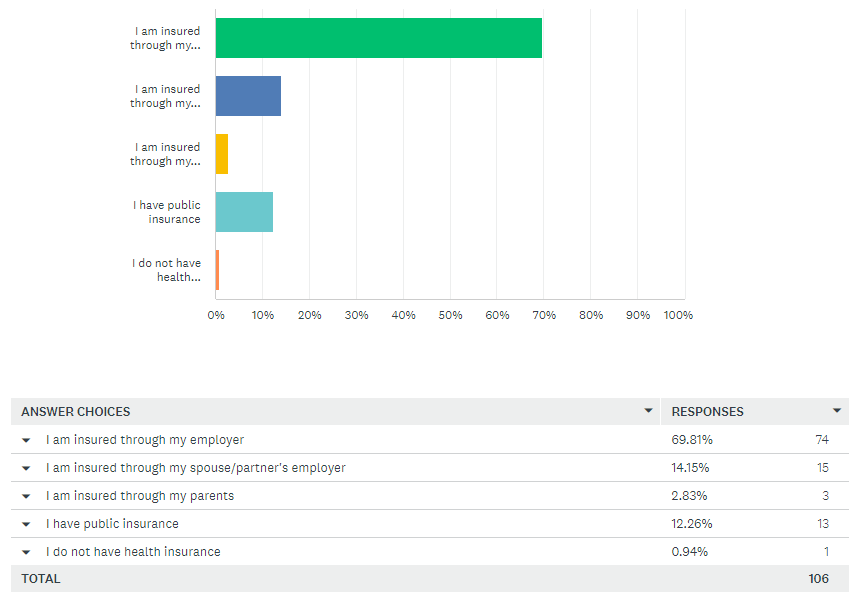 I am insured
through my...
I am insured
through my...
I am insured
through my...
I have public
insurance
I do not have
health...
0% 10% 20% 30% 40% 50% 60% 70% 80% 90% 100%
ANSWER CHOICES RESPONSES
I am insured through my employer 69.81% 74
I am insured through my spouse/partner's employer 14.15% 15
I am insured through my parents 2.83% 3
I have public insurance 12.26% 13
I do not have health insurance 0.94% 1
TOTAL 106